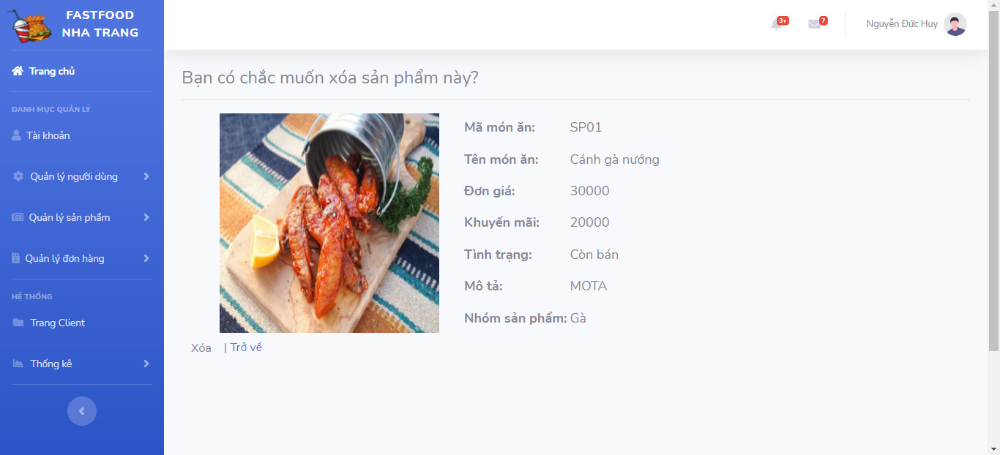 FASTFOOD
NHA TRANG
Trang chủ
DANH MỤC QUẢN LÝ
Tài khoản
Quản lý người dùng
Quản lý sản phẩm
Quản lý đơn hàng
HỆ THỐNG
Trang Client
Thống kê
3+
7
Nguyễn Đức Huy
Bạn có chắc muốn xóa sản phẩm này?
Mã món ăn: SP01
Tên món ăn: Cánh gà nướng
Đơn giá: 30000
Khuyến mãi: 20000
Tình trạng: Còn bán
Mô tả: MOTA
Nhóm sản phẩm: Gà
Xóa | Trở về